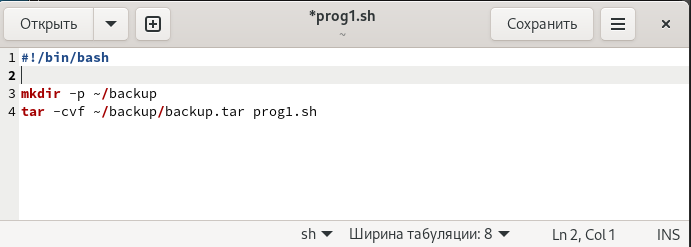 Открыть
*prog1.sh
~
Сохранить
1 #!/bin/bash
2
3 mkdir -p ~/backup
4 tar -cvf ~/backup/backup.tar prog1.sh
sh Ширина табуляции: 8 Ln 2, Col 1 INS